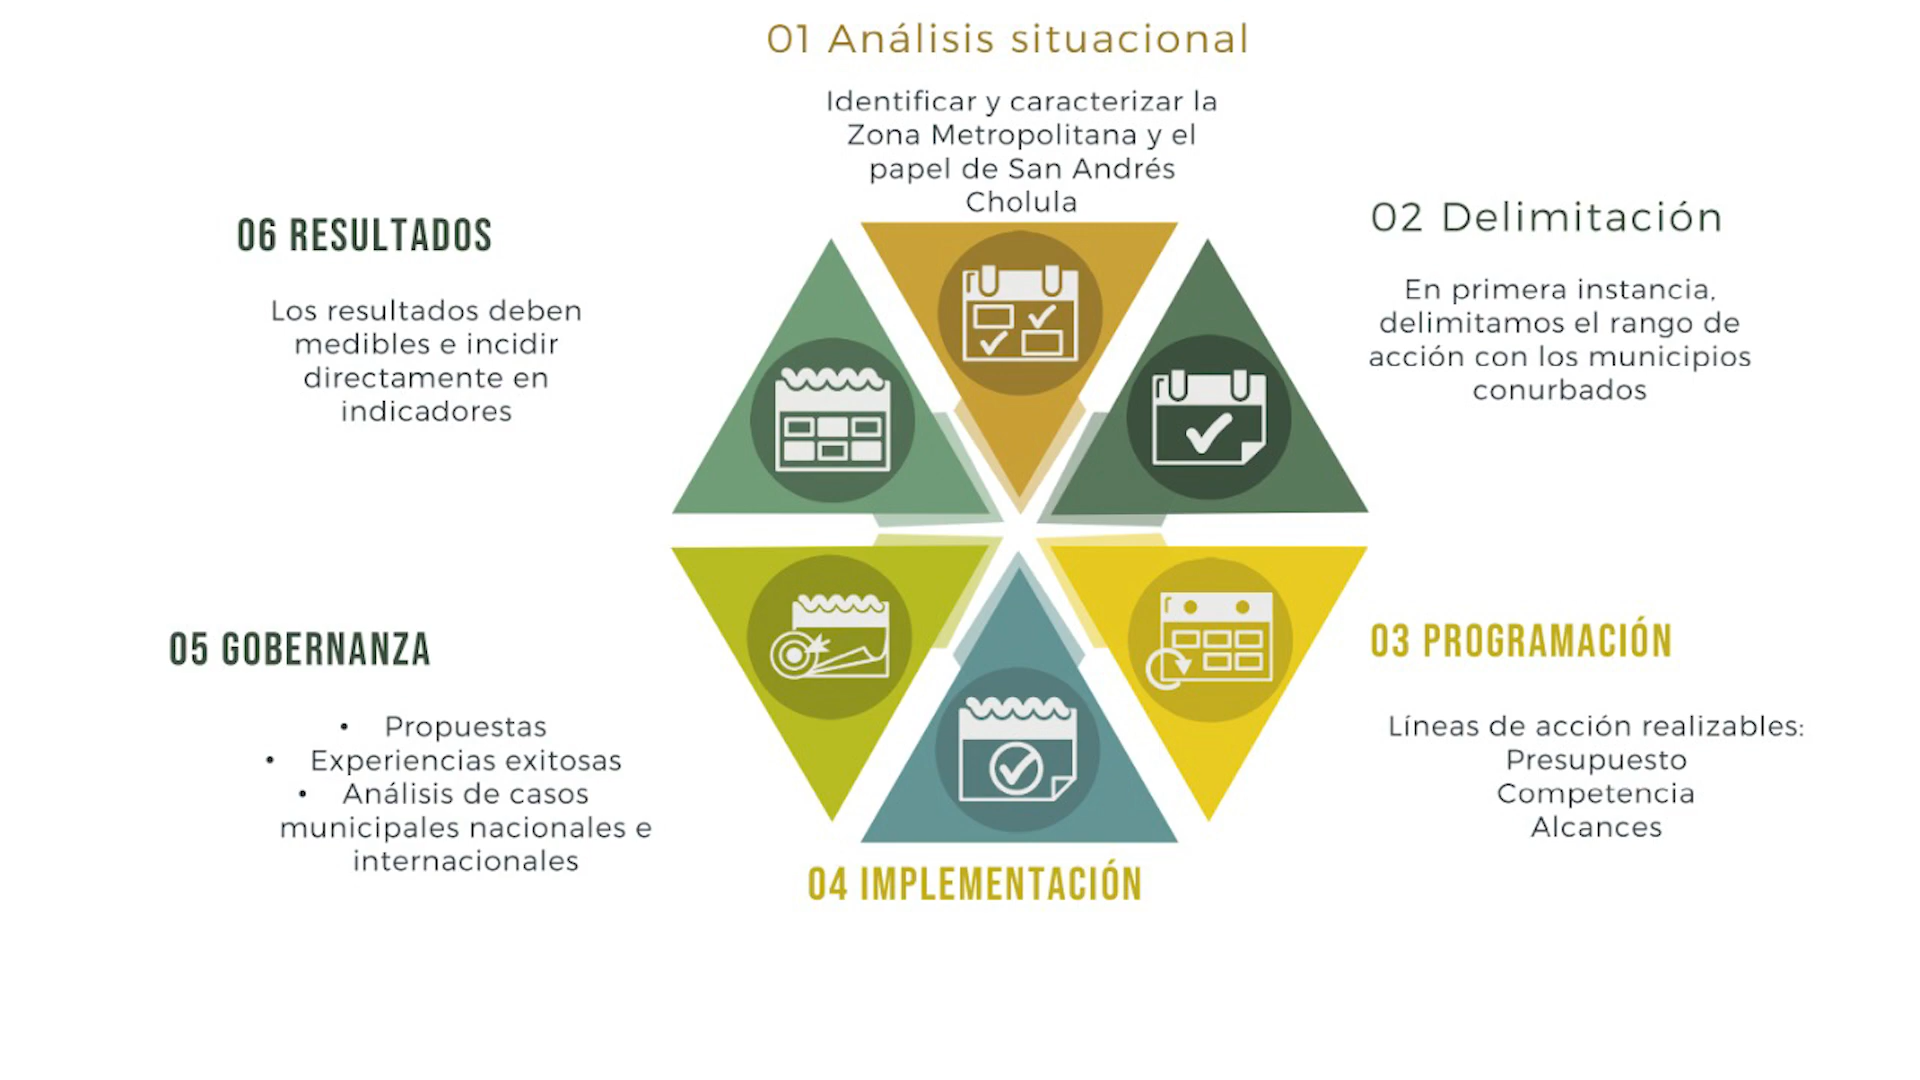 01 Análisis situacional
Identificar y caracterizar la
Zona Metropolitana y el
papel de San Andrés
Cholula
02 Delimitación
En primera instancia,
delimitamos el rango de
acción con los municipios
conurbados
03 PROGRAMACIÓN
Líneas de acción realizables:
Presupuesto
Competencia
Alcances
04 IMPLEMENTACIÓN
05 GOBERNANZA
• Propuestas
• Experiencias exitosas
• Análisis de casos
municipales nacionales e
internacionales
06 RESULTADOS
Los resultados deben
medibles e incidir
directamente en
indicadores